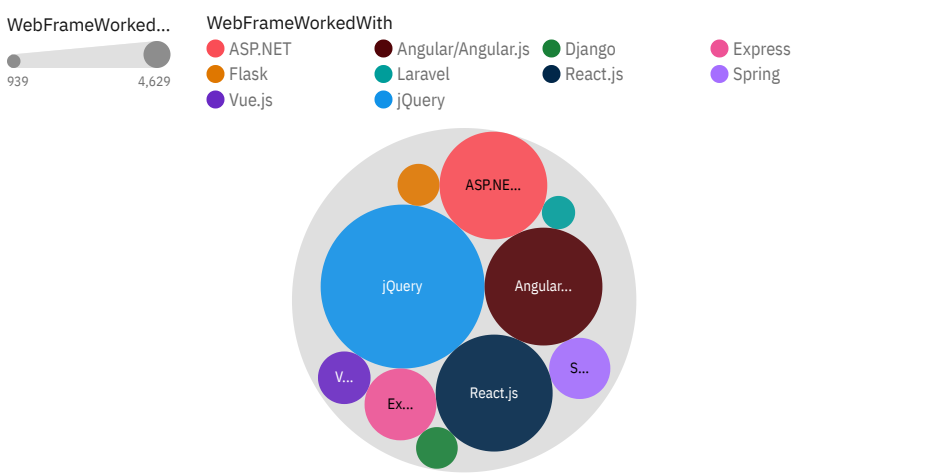 WebFrameWorked...
939
4,629
WebFrameWorkedWith
ASP.NET
Angular/Angular.js
Django
Express
Flask
Laravel
React.js
Spring
Vue.js
jQuery
ASP.NE...
jQuery
Angular...
S...
V...
React.js
Ex...